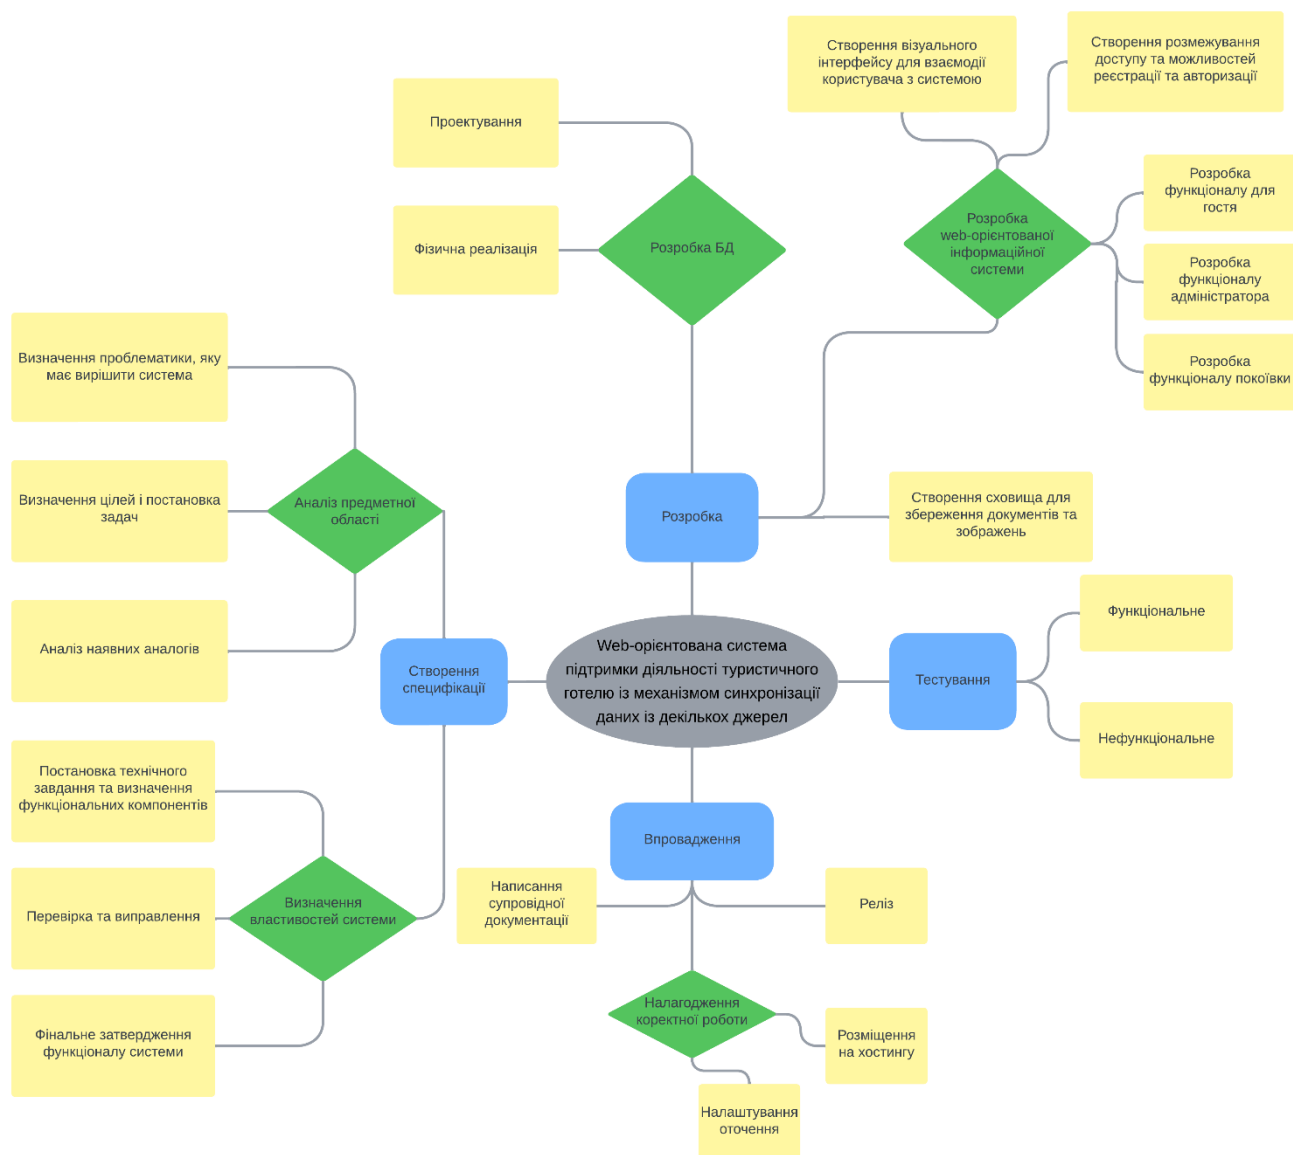 Створення візуального
інтерфейсу для взаємодії
користувача з системою
Створення розмежування
доступу та можливостей
реєстрації та авторизації
Проектування
Розробка
функціоналу для
гостя
Фізична реалізація
Розробка БД
Розробка
web-орієнтованої
інформаційної
системи
Розробка
функціоналу
адміністратора
Розробка
функціоналу покоївки
Визначення проблематики, яку
має вирішити система
Визначення цілей і постановка
задач
Аналіз предметної
області
Розробка
Створення сховища для
збереження документів та
зображень
Аналіз наявних аналогів
Створення
специфікації
Web-орієнтована система
підтримки діяльності туристичного
готелю із механізмом синхронізації
даних із декількох джерел
Тестування
Функціональне
Нефункціональне
Постановка технічного
завдання та визначення
функціональних компонентів
Впровадження
Перевірка та виправлення
Визначення
властивостей системи
Написання
супровідної
документації
Реліз
Фінальне затвердження
функціоналу системи
Налагодження
коректної роботи
Розміщення
на хостингу
Налаштування
оточення